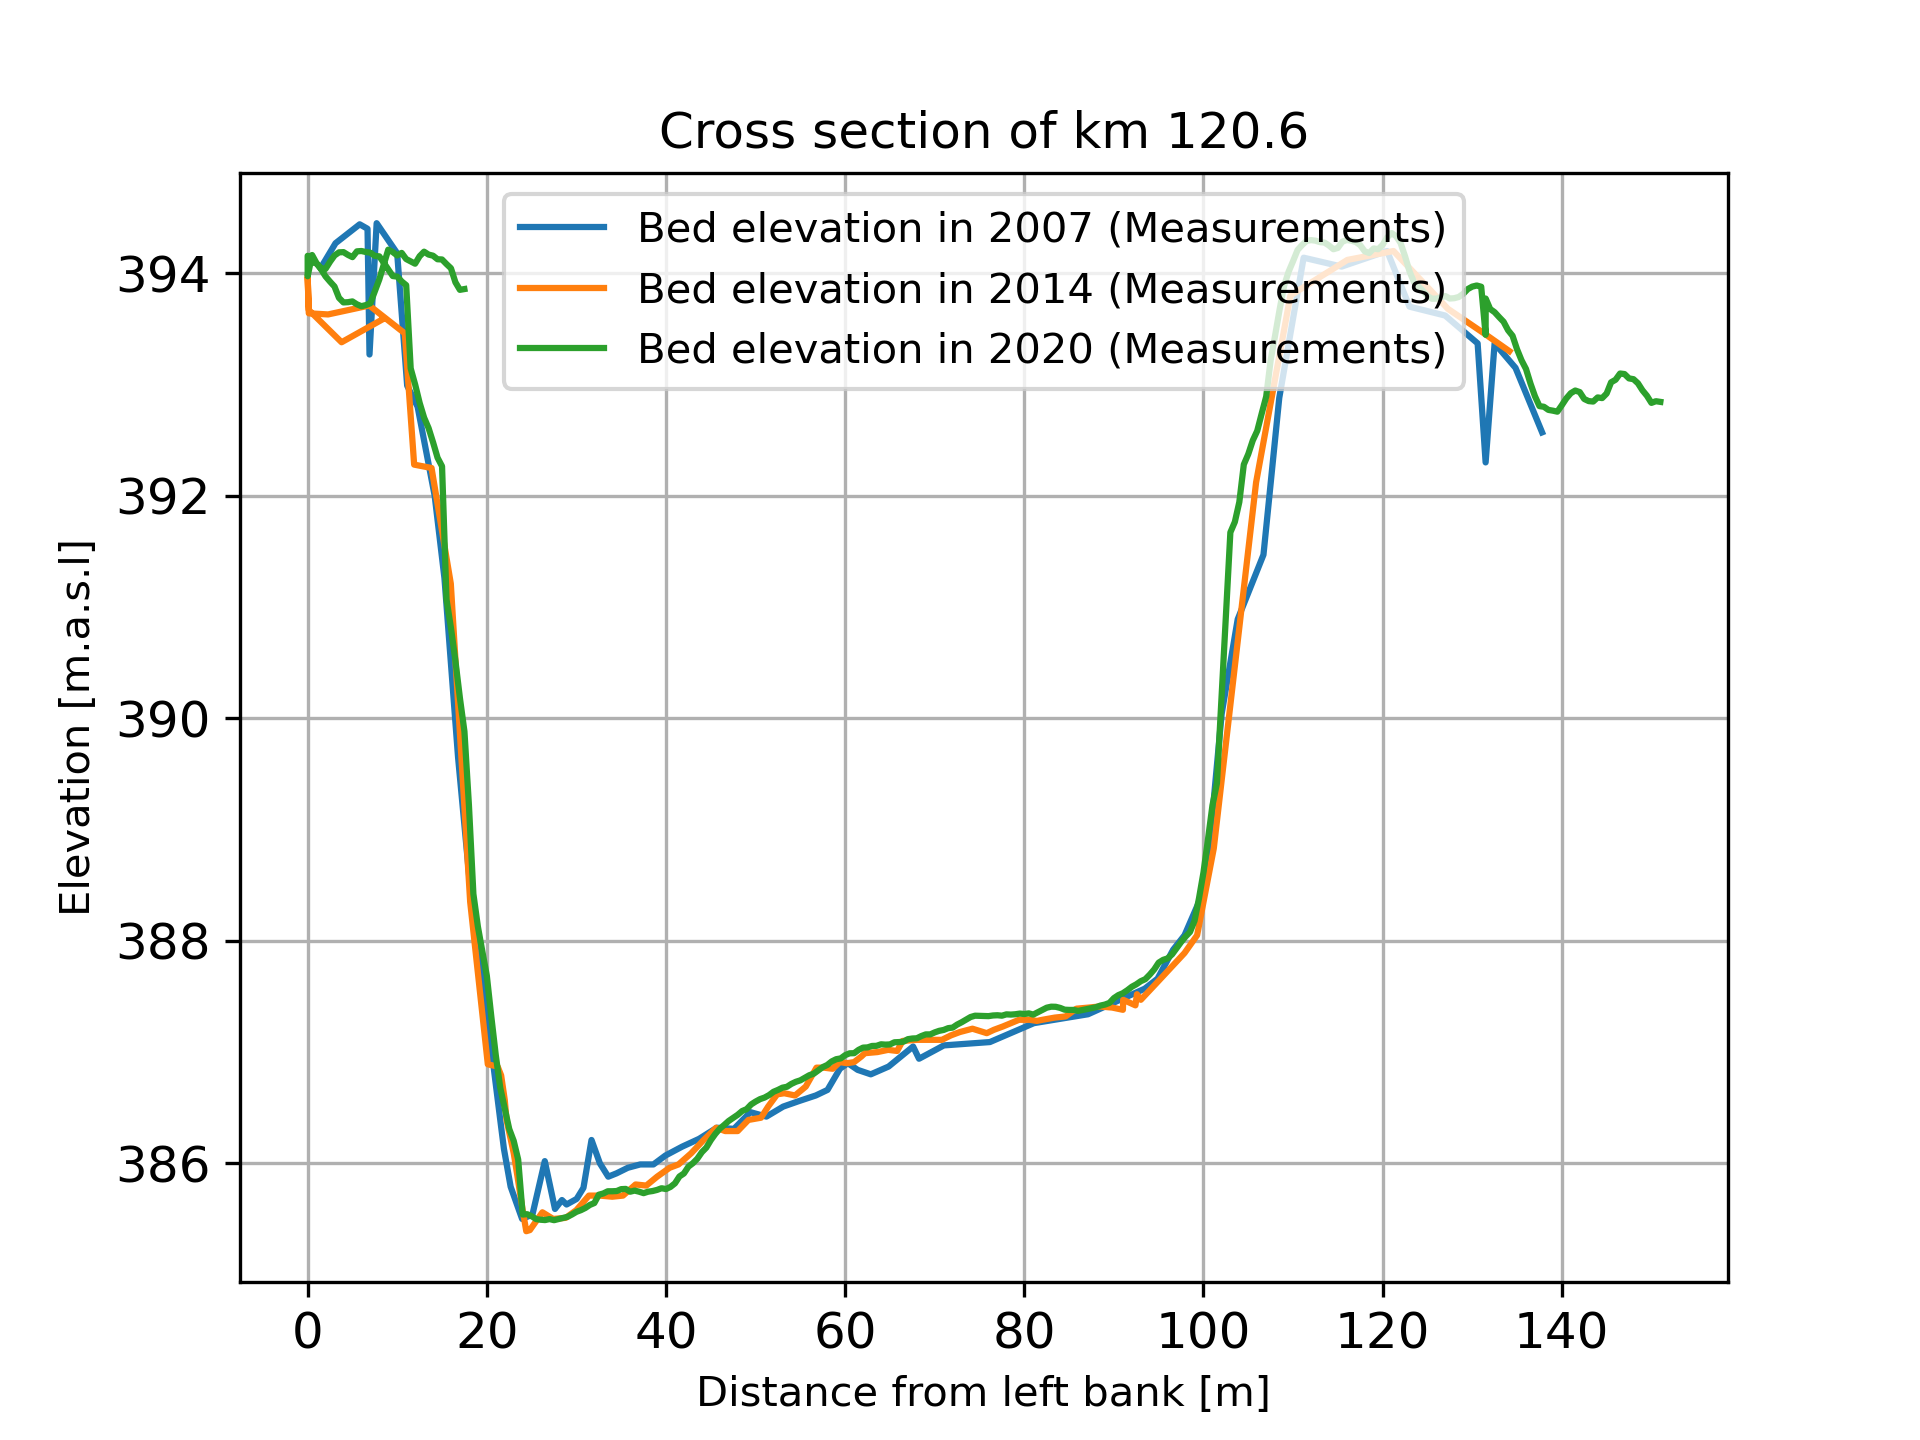 Cross section of km 120.6
Bed elevation in 2007 (Measurements)
Bed elevation in 2014 (Measurements)
Bed elevation in 2020 (Measurements)
Elevation [m.a.s.l]
394
392
390
388
386
0 20 40 60 80 100 120 140
Distance from left bank [m]